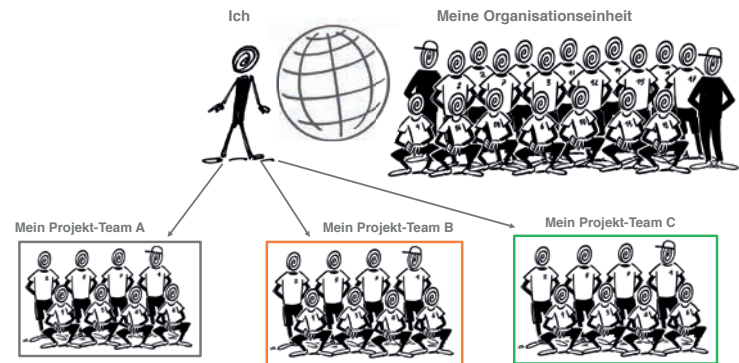 Ich
Meine Organisationseinheit
Mein Projekt-Team A
Mein Projekt-Team B
Mein Projekt-Team C